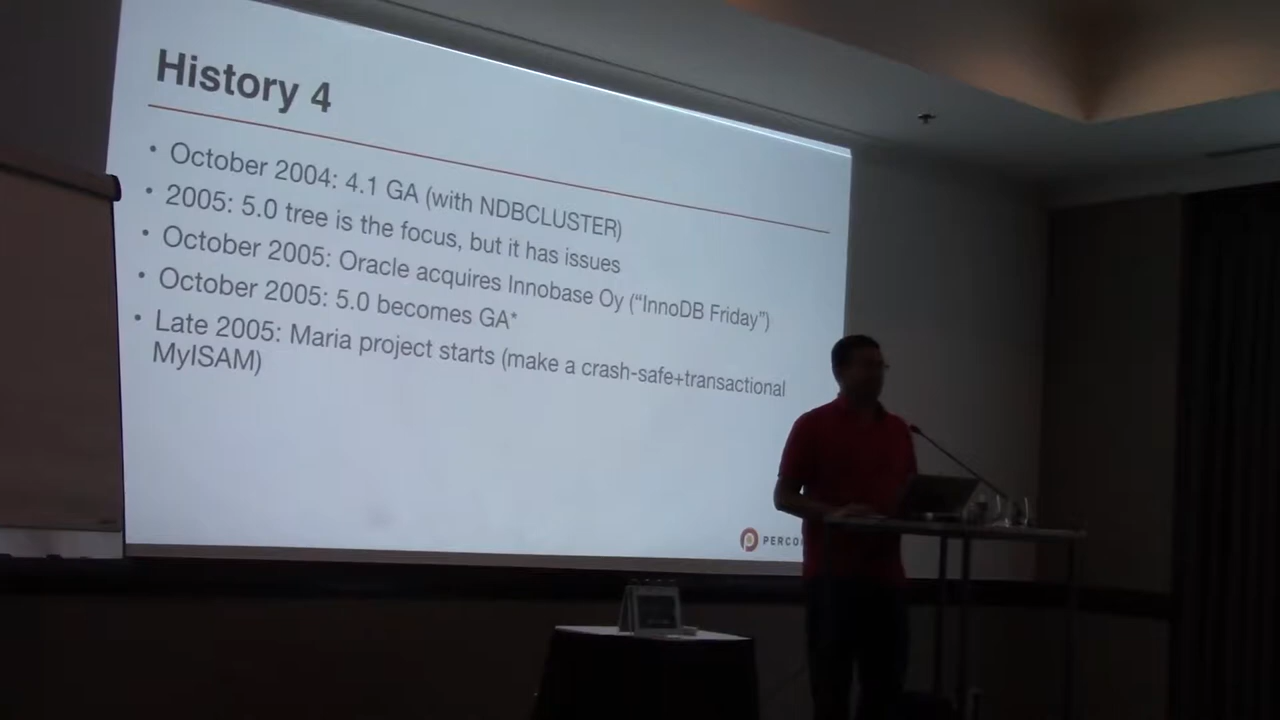 History 4
• October 2004: 4.1 GA (with NDBCLUSTER)
• 2005: 5.0 tree is the focus, but it has issues
• October 2005: Oracle acquires Innobase Oy (“InnoDB Friday”)
• October 2005: 5.0 becomes GA*
• Late 2005: Maria project starts (make a crash-safe+transactional
MyISAM)
PERCO